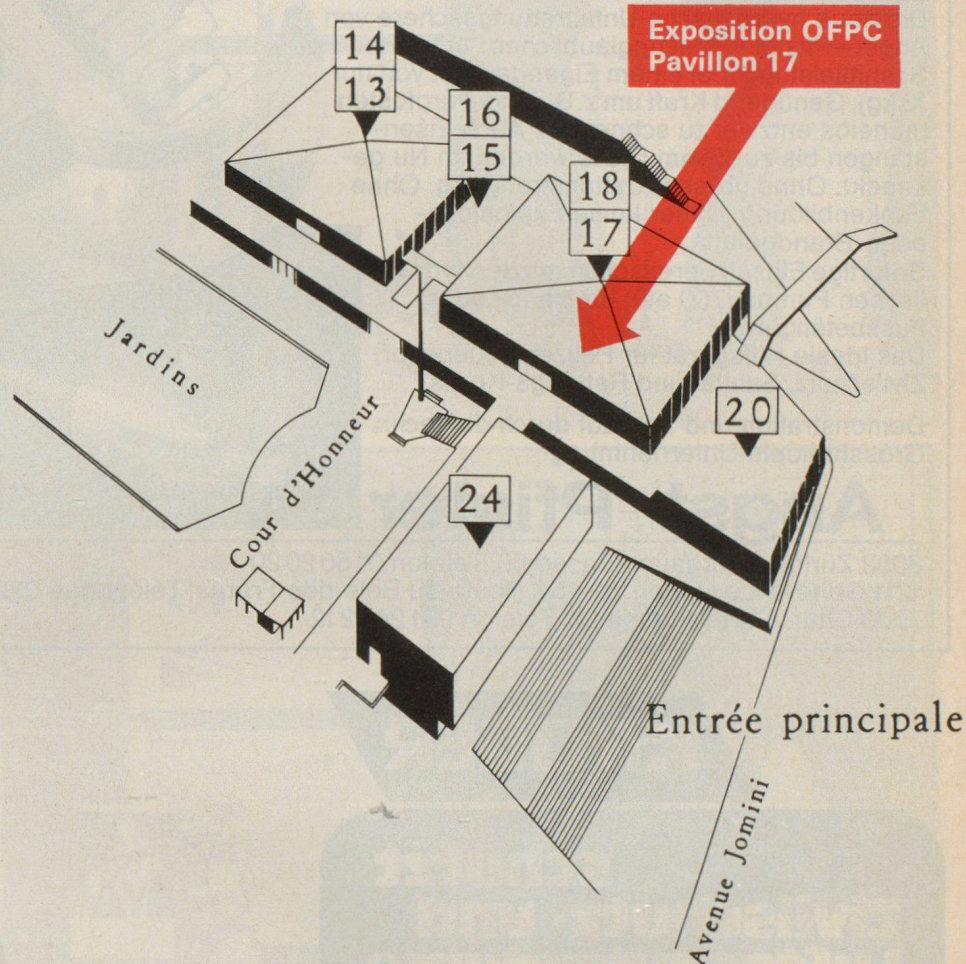 Exposition OFPC
Pavillon 17
14
13
16
15
18
17
20
24
Jardins
Cour d'Honneur
Entrée principale
Avenue Jomini